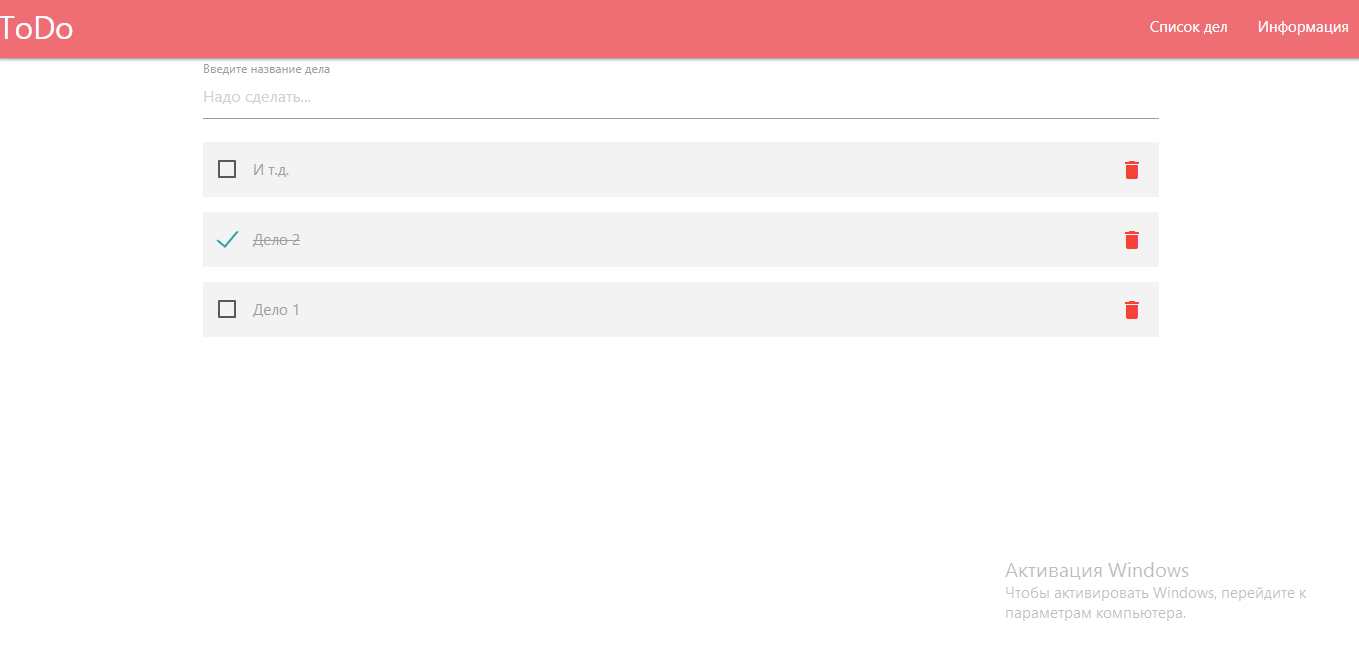 ToDo
Список дел
Информация
Введите название дела
Надо сделать...
И т.д.
Дело 2
Дело 1
Активация Windows
Чтобы активировать Windows, перейдите к
параметрам компьютера.